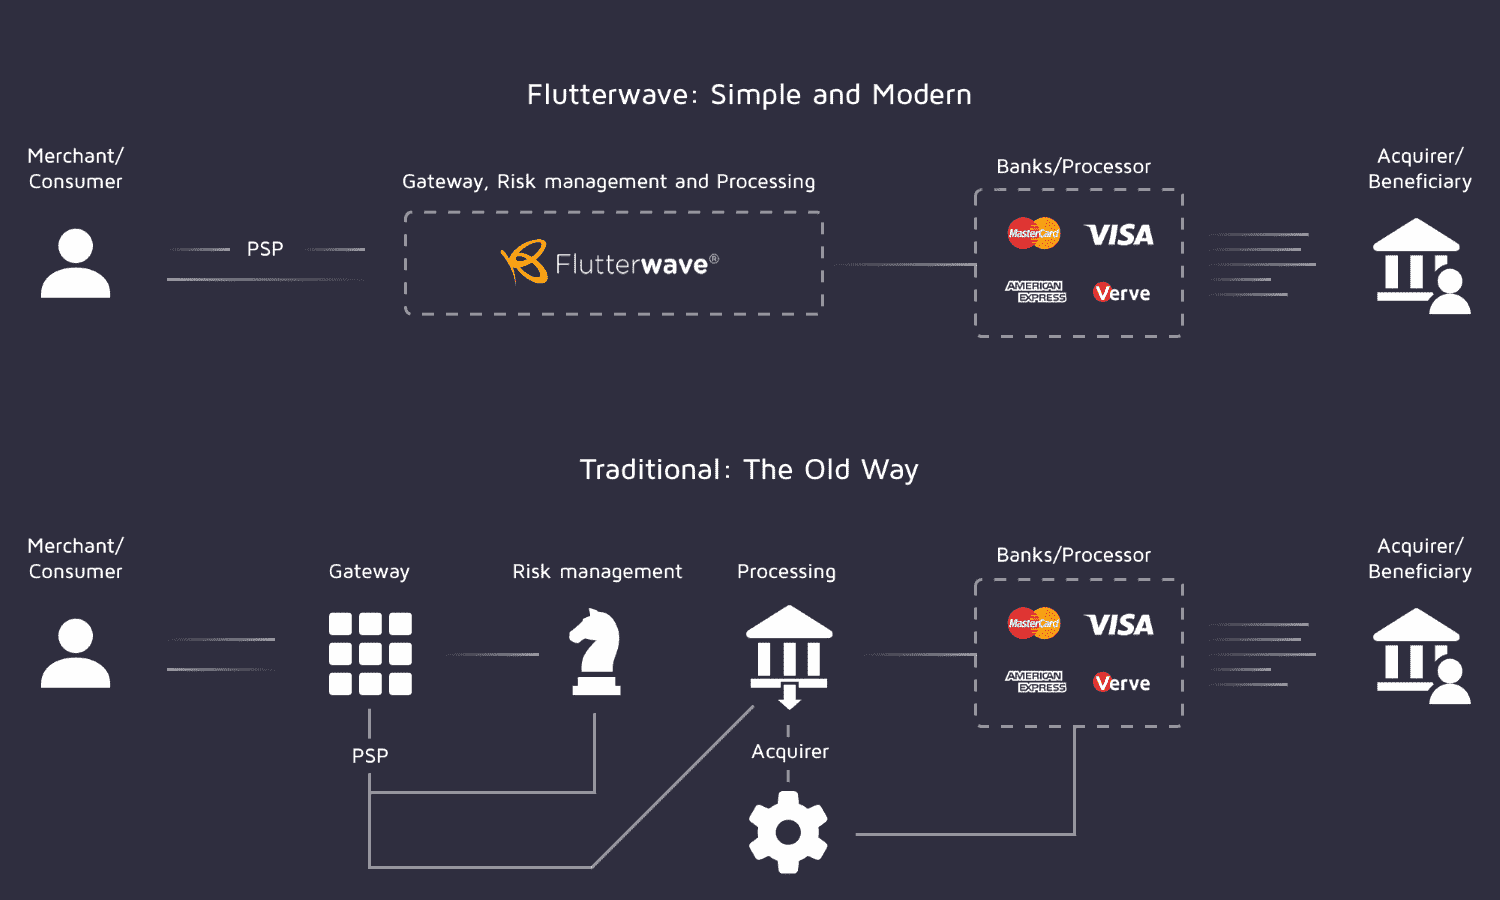 Flutterwave: Simple and Modern
Merchant/
Consumer
Gateway, Risk management and Processing
Banks/Processor
Acquirer/
Beneficiary
PSP
Flutterwave®
MasterCard
VISA
AMERICAN
EXPRESS
Verve
Traditional: The Old Way
Merchant/
Consumer
Gateway
Risk management
Processing
Banks/Processor
Acquirer/
Beneficiary
MasterCard
VISA
AMERICAN
EXPRESS
Verve
PSP
Acquirer